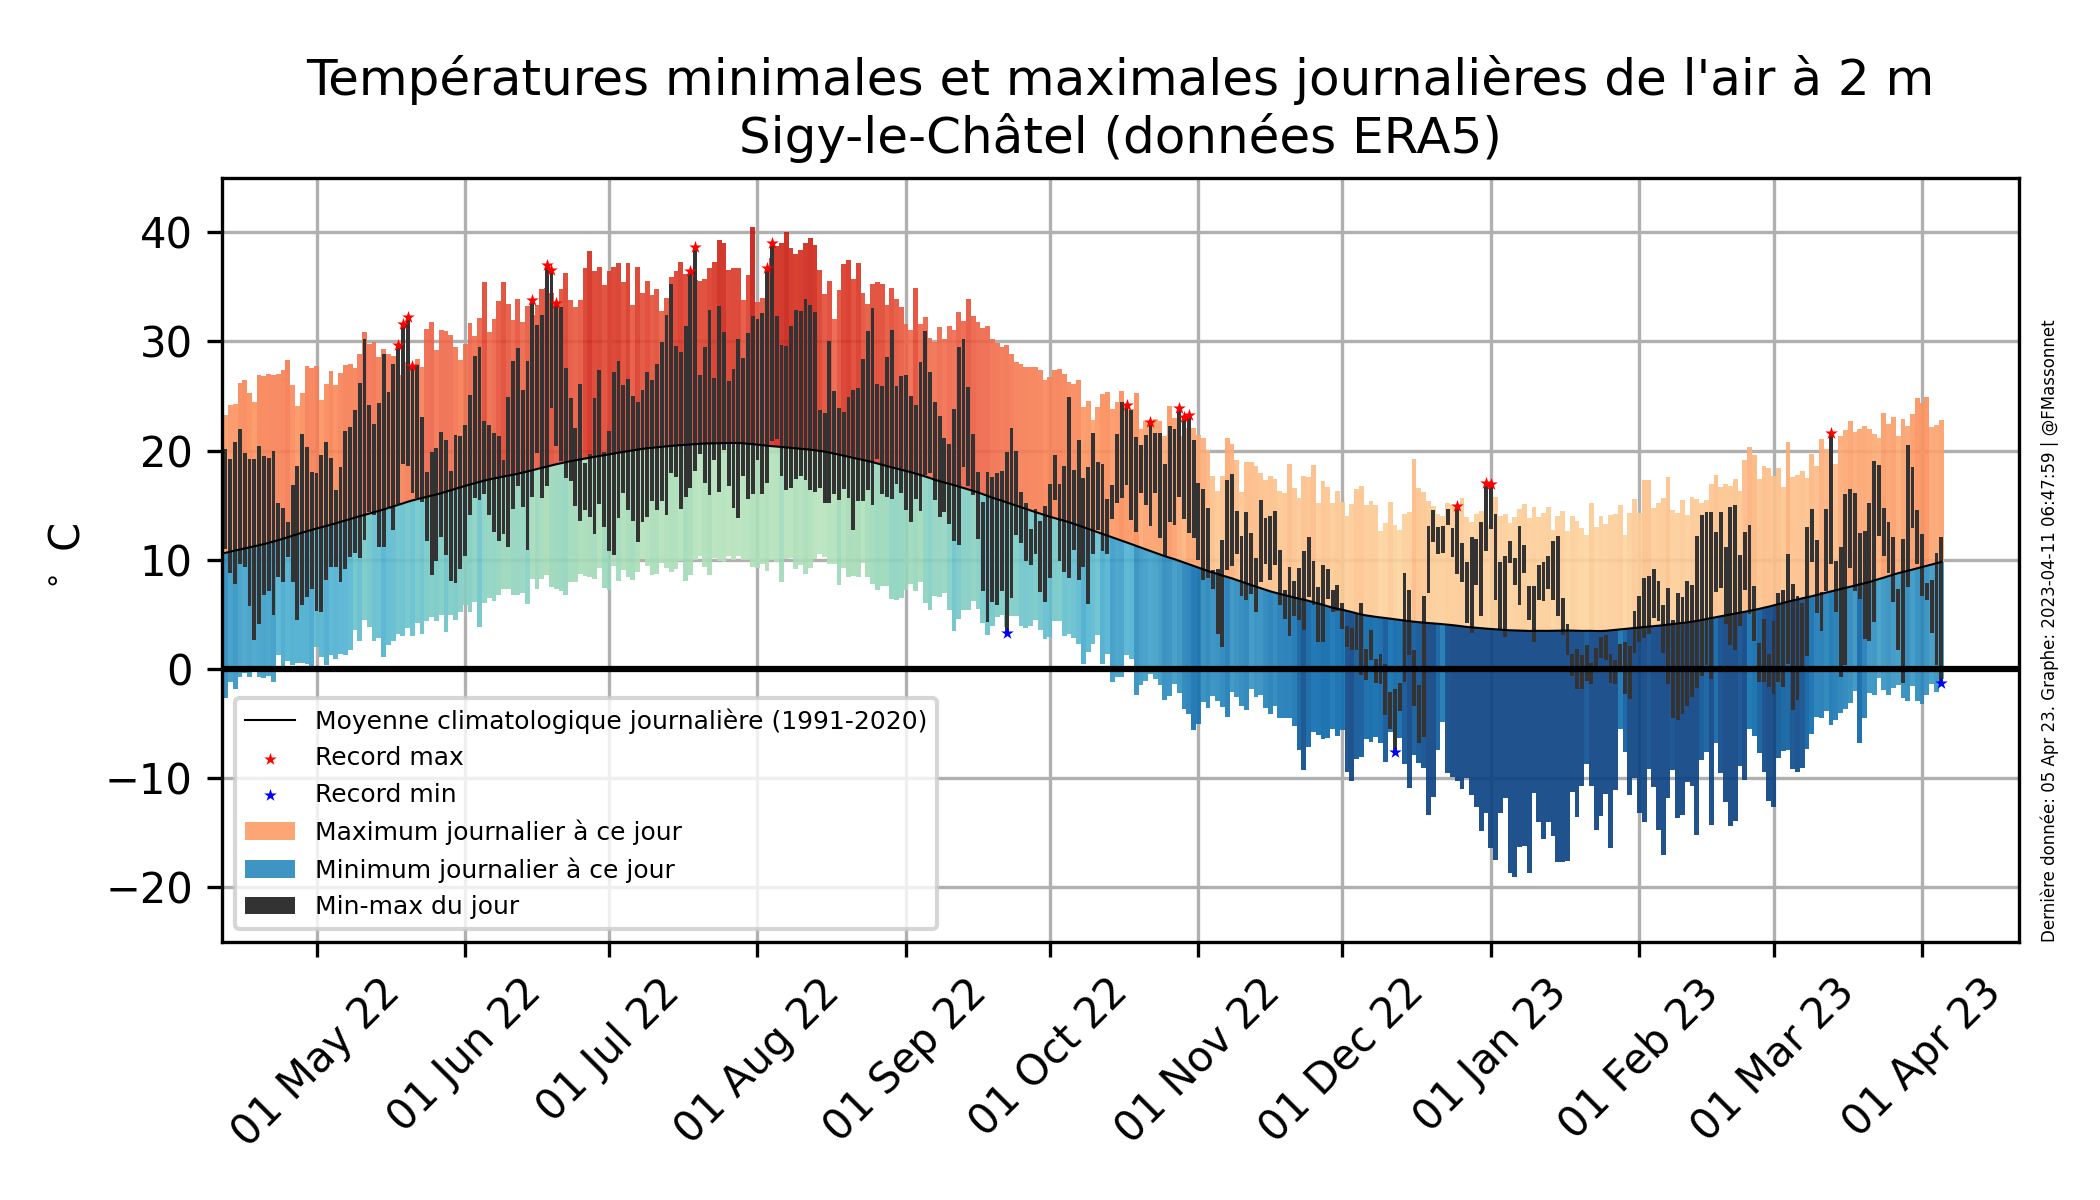 Températures minimales et maximales journalières de l'air à 2 m
Sigy-le-Châtel (données ERA5)
° C
40
30
20
10
0
−10
−20
Moyenne climatologique journalière (1991-2020)
Record max
Record min
Maximum journalier à ce jour
Minimum journalier à ce jour
Min-max du jour
01 May 22
01 Jun 22
01 Jul 22
01 Aug 22
01 Sep 22
01 Oct 22
01 Nov 22
01 Dec 22
01 Jan 23
01 Feb 23
01 Mar 23
01 Apr 23
Dernière donnée: 05 Apr 23. Graphe: 2023-04-11 06:47:59 | @FMassonnet